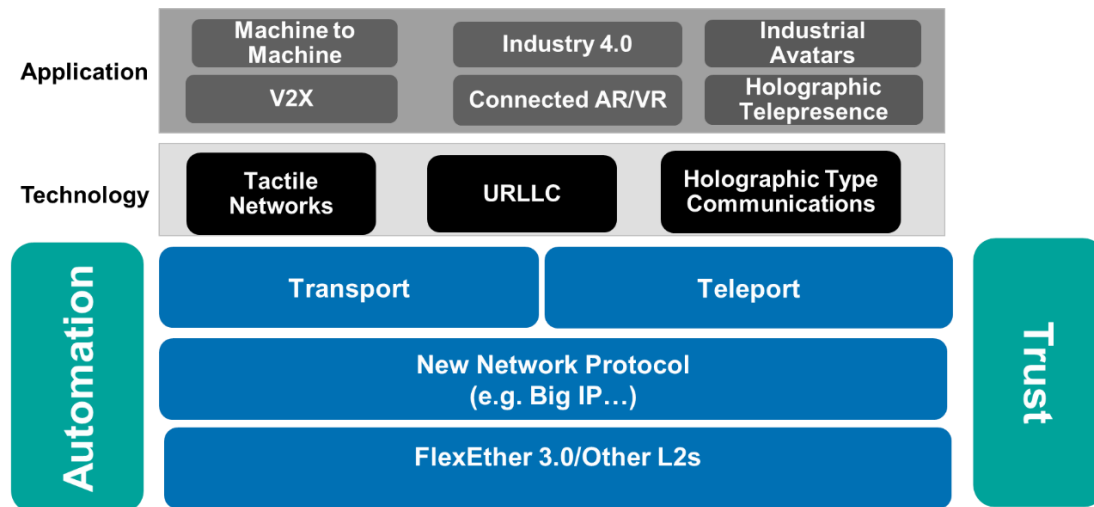 Application
Machine to
Machine
Industry 4.0
Industrial
Avatars
V2X
Connected AR/VR
Holographic
Telepresence
Technology
Tactile
Networks
URLLC
Holographic Type
Communications
Automation
Transport
Teleport
New Network Protocol
(e.g. Big IP…)
FlexEther 3.0/Other L2s
Trust